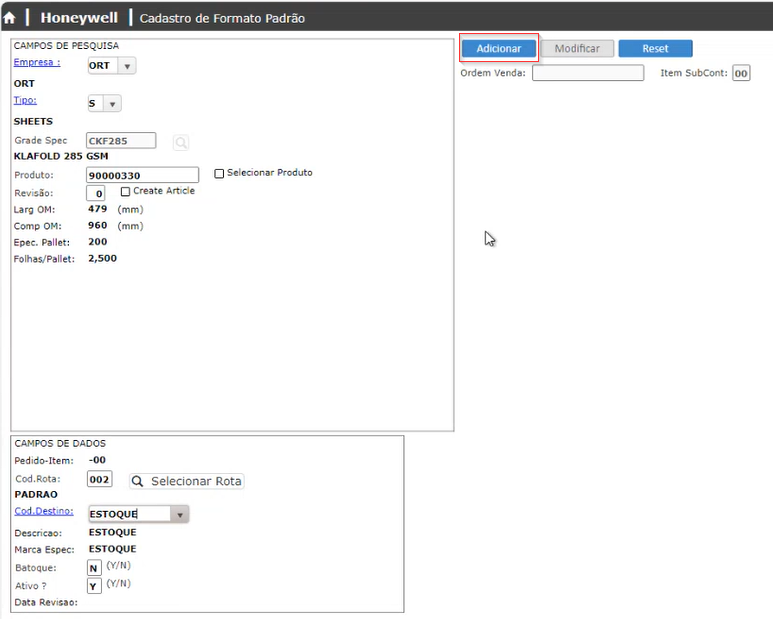 Honeywell Cadastro de Formato Padrão
CAMPOS DE PESQUISA
Empresa : ORT
ORT
Tipo: S
SHEETS
Grade Spec CKF285
KLAFOLD 285 GSM
Produto: 90000330 Selecionar Produto
Revisão: 0 Create Article
Larg OM: 479 (mm)
Comp OM: 960 (mm)
Epec. Pallet: 200
Folhas/Pallet: 2,500
Adicionar Modificar Reset
Ordem Venda: Item SubCont: 00
CAMPOS DE DADOS
Pedido-Item: -00
Cod.Rota: 002 Selecionar Rota
PADRAO
Cod.Destino: ESTOQUE
Descricao: ESTOQUE
Marca Espec: ESTOQUE
Batoque: N (Y/N)
Ativo ? Y (Y/N)
Data Revisao: